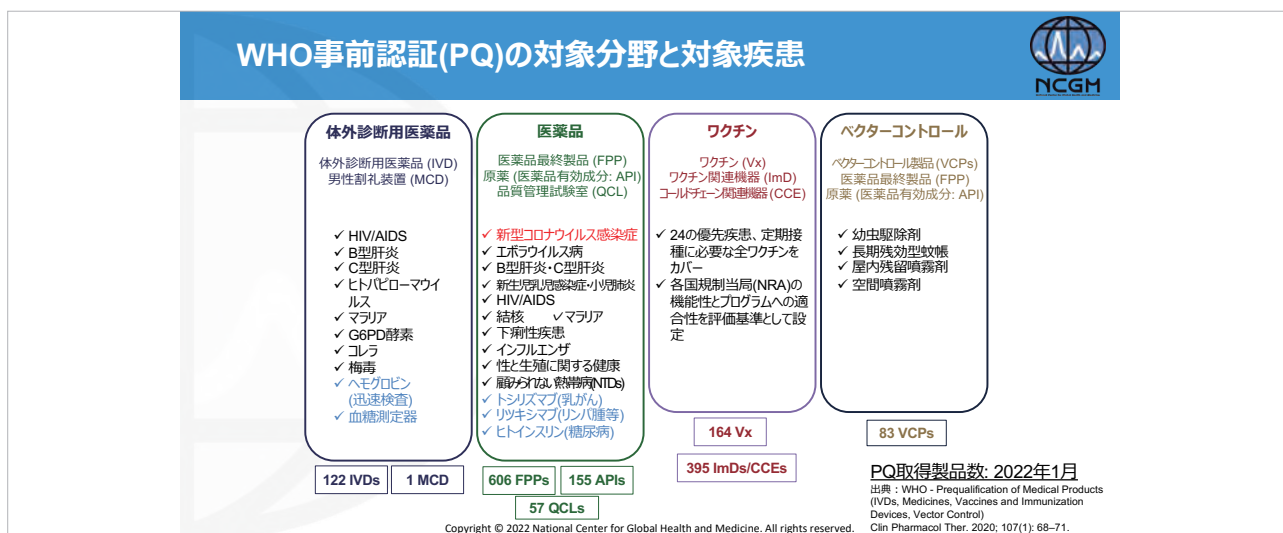 WHO事前認証(PQ)の対象分野と対象疾患
NCGM
体外診断用医薬品
体外診断用医薬品 (IVD)
男性割礼装置 (MCD)
✓ HIV/AIDS
✓ B型肝炎
✓ C型肝炎
✓ ヒトパピローマウイ
ルス
✓ マラリア
✓ G6PD酵素
✓ コレラ
✓ 梅毒
✓ ヘモグロビン
(迅速検査)
✓ 血糖測定器
122 IVDs
1 MCD
医薬品
医薬品最終製品 (FPP)
原薬 (医薬品有効成分: API)
品質管理試験室 (QCL)
✓ 新型コロナウイルス感染症
✓ エボラウイルス病
✓ B型肝炎・C型肝炎
✓ 新生児乳児感染症・小児肺炎
✓ HIV/AIDS
✓ 結核 ✓マラリア
✓ 下痢性疾患
✓ インフルエンザ
✓ 性と生殖に関する健康
✓ 顧みられない熱帯病(NTDs)
✓ トシリズマブ(乳がん)
✓ リツキシマブ(リンパ腫等)
✓ ヒトインスリン(糖尿病)
606 FPPs
155 APIs
57 QCLs
ワクチン
ワクチン (Vx)
ワクチン関連機器 (ImD)
コールドチェーン関連機器 (CCE)
✓ 24の優先疾患、定期接
種に必要な全ワクチンを
カバー
✓ 各国規制当局(NRA)の
機能性とプログラムへの適
合性を評価基準として設
定
164 Vx
395 ImDs/CCEs
ベクターコントロール
ベクターコントロール製品 (VCPs)
医薬品最終製品 (FPP)
原薬 (医薬品有効成分: API)
✓ 幼虫駆除剤
✓ 長期残効型蚊帳
✓ 屋内残留噴霧剤
✓ 空間噴霧剤
83 VCPs
PQ取得製品数: 2022年1月
出典：WHO - Prequalification of Medical Products
(IVDs, Medicines, Vaccines and Immunization
Devices, Vector Control)
Clin Pharmacol Ther. 2020; 107(1): 68–71.
Copyright © 2022 National Center for Global Health and Medicine. All rights reserved.